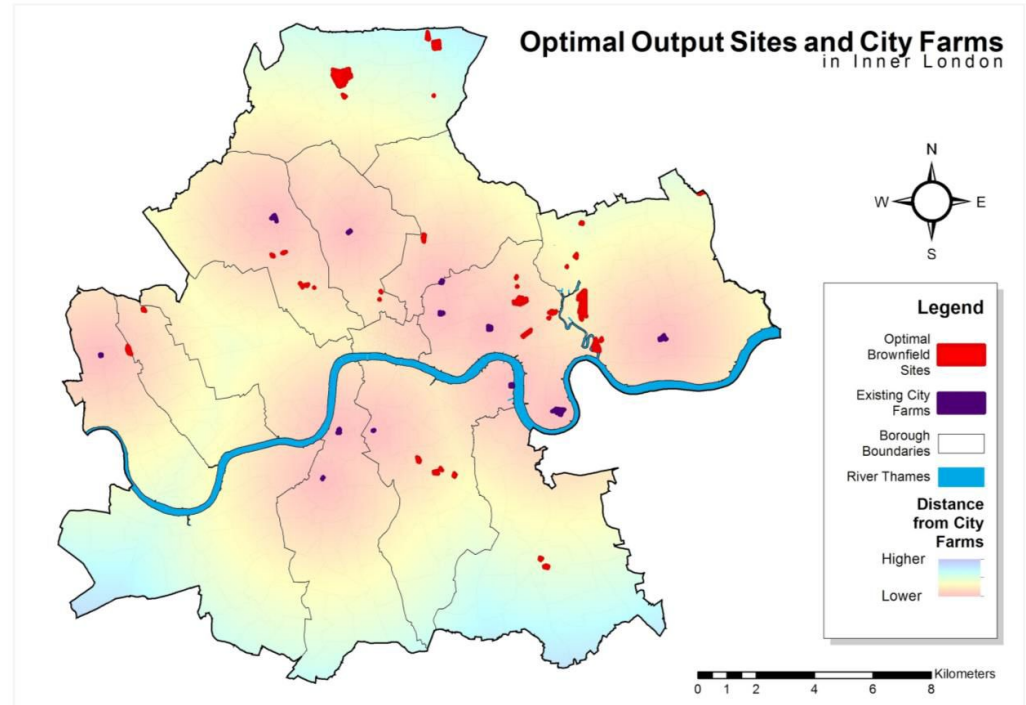 Optimal Output Sites and City Farms
in Inner London
N
W E
S
Legend
Optimal
Brownfield
Sites
Existing City
Farms
Borough
Boundaries
River Thames
Distance
from City
Farms
Higher
Lower
Kilometers
0 1 2 4 6 8